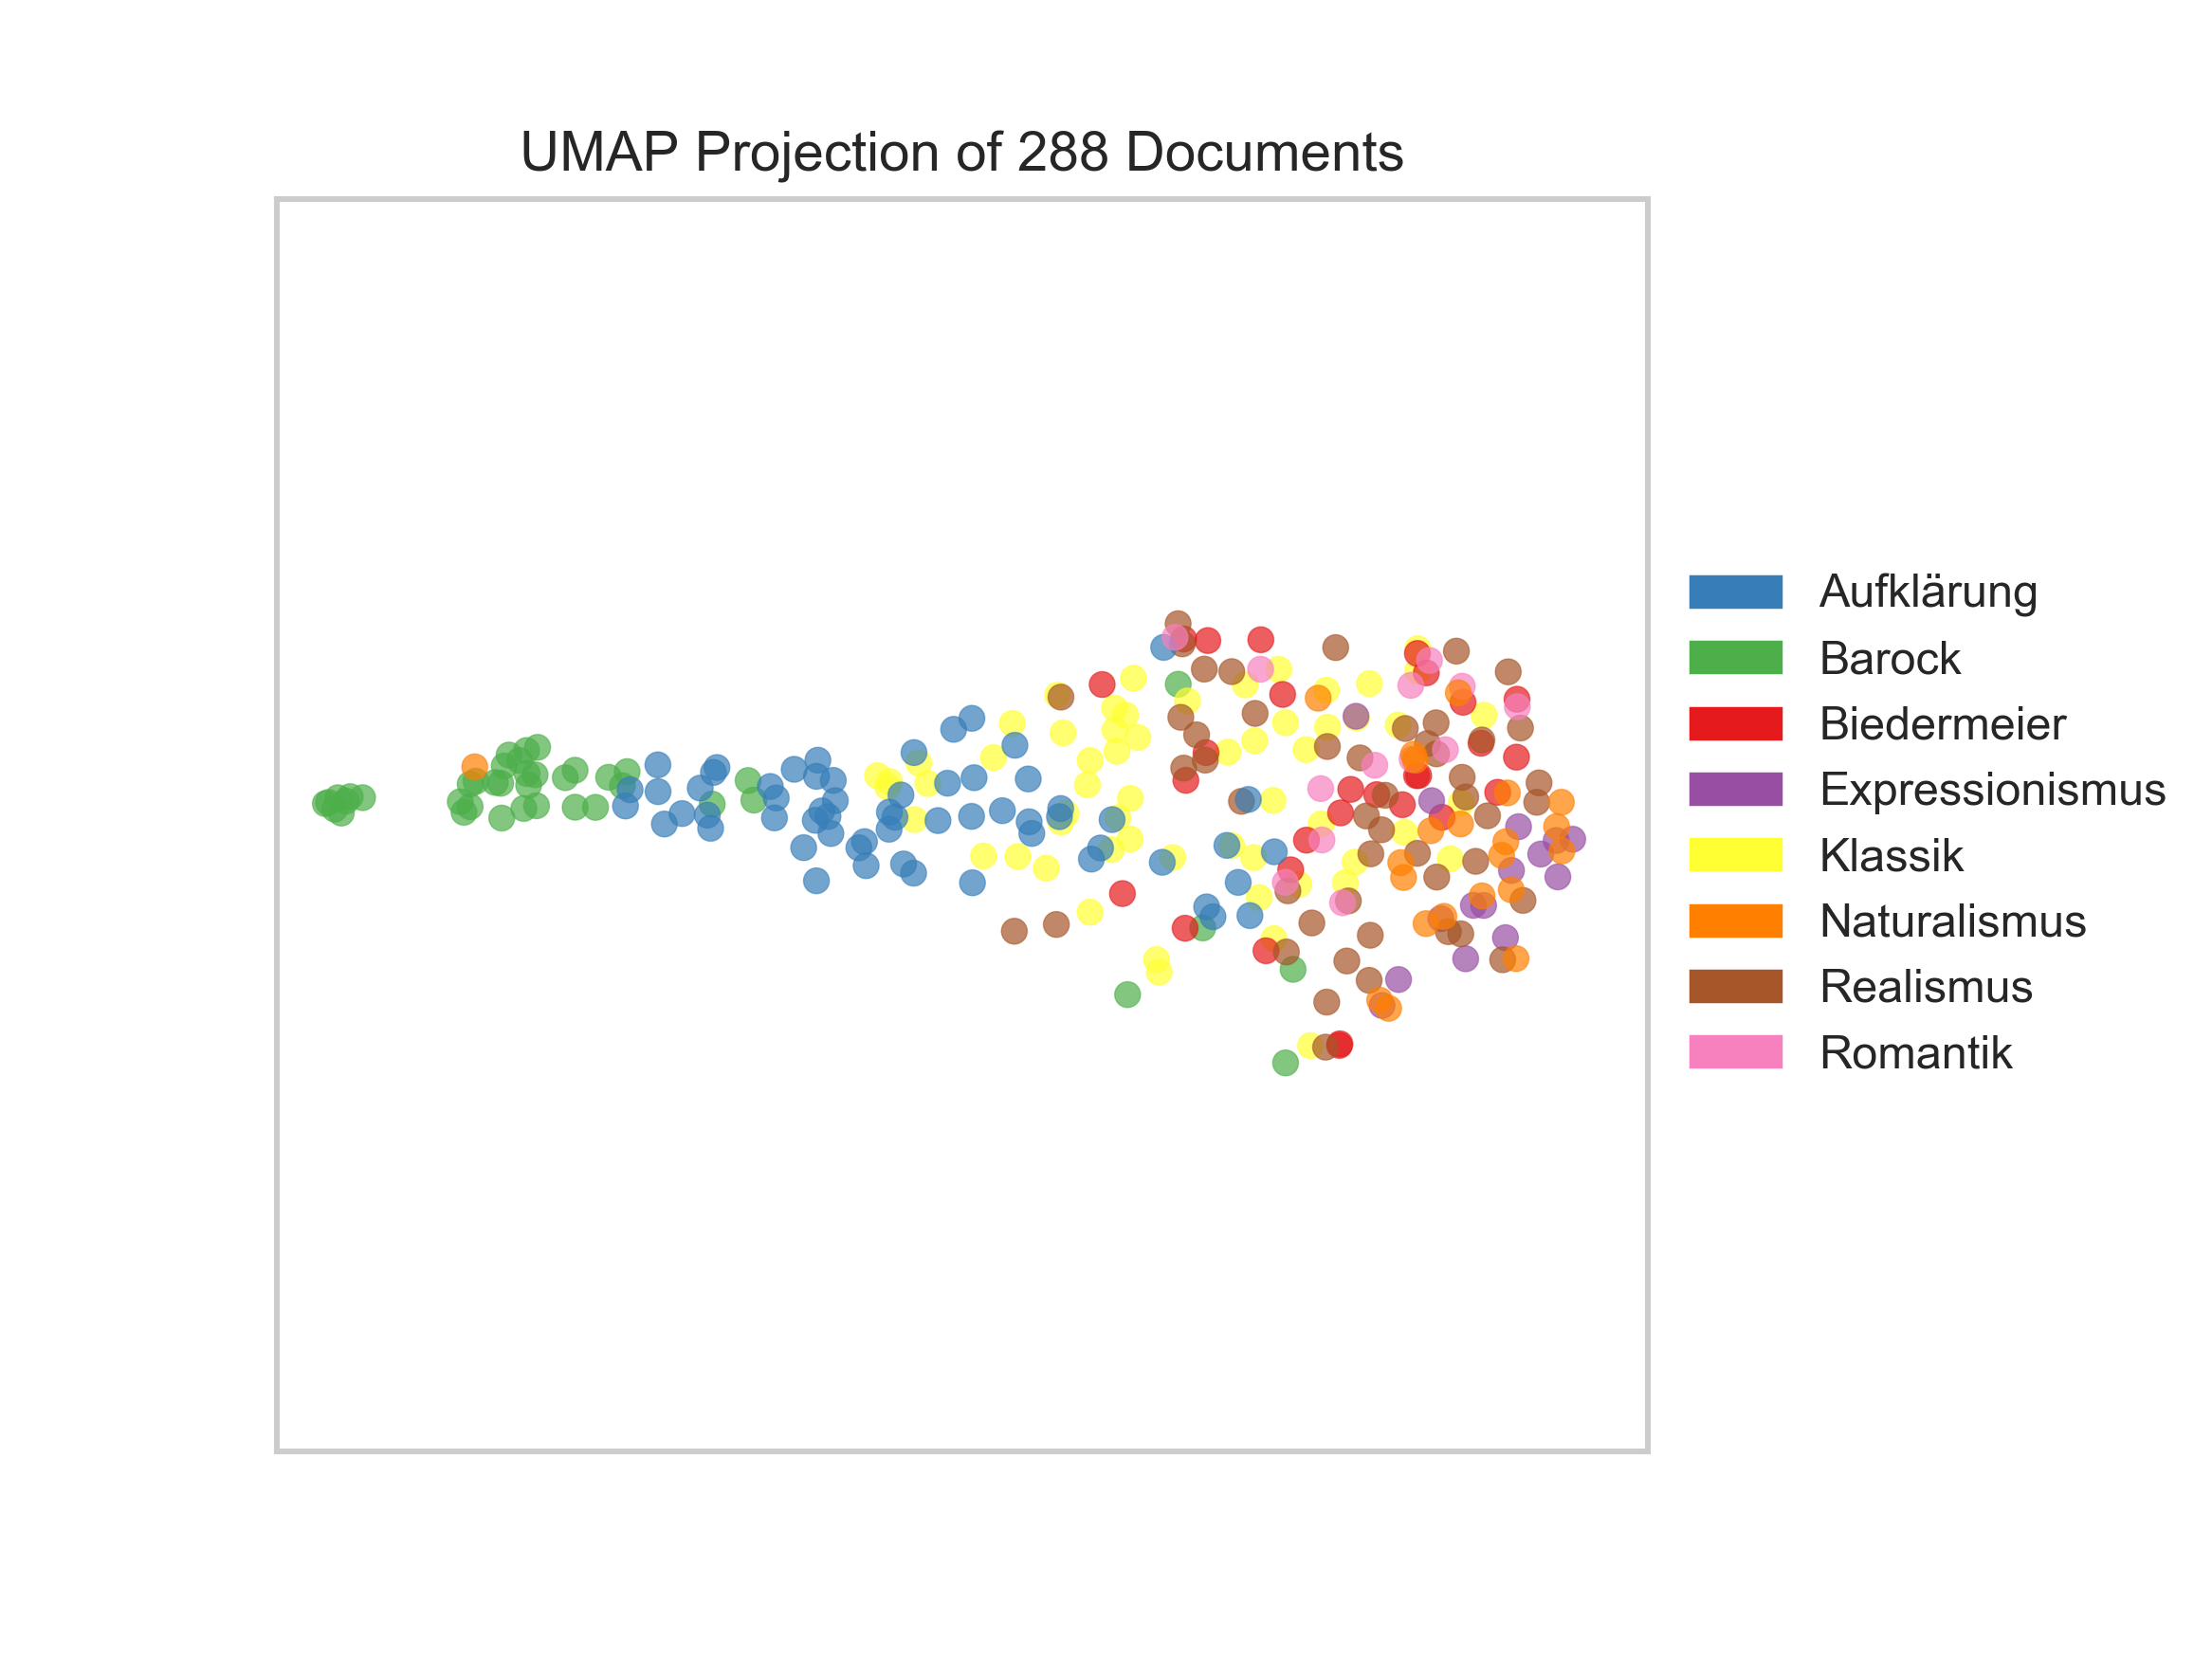 UMAP Projection of 288 Documents
Aufklärung
Barock
Biedermeier
Expressionismus
Klassik
Naturalismus
Realismus
Romantik